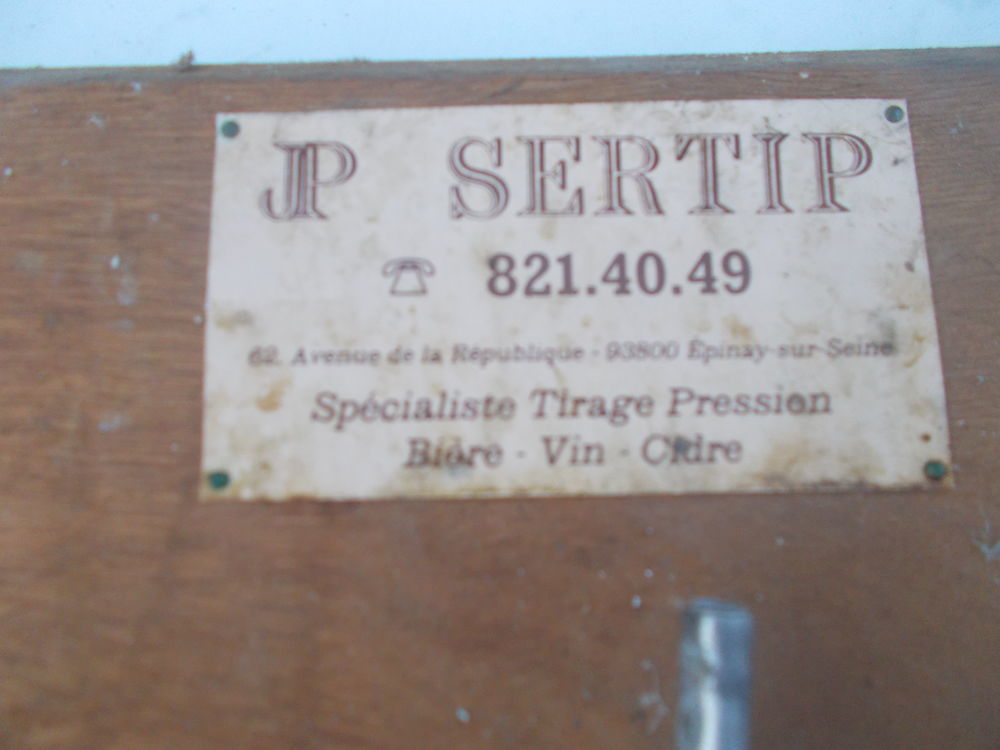 JP SERTIP
821.40.49
62, Avenue de la République - 93800 Épinay-sur-Seine
Spécialiste Tirage Pression
Bière - Vin - Cidre